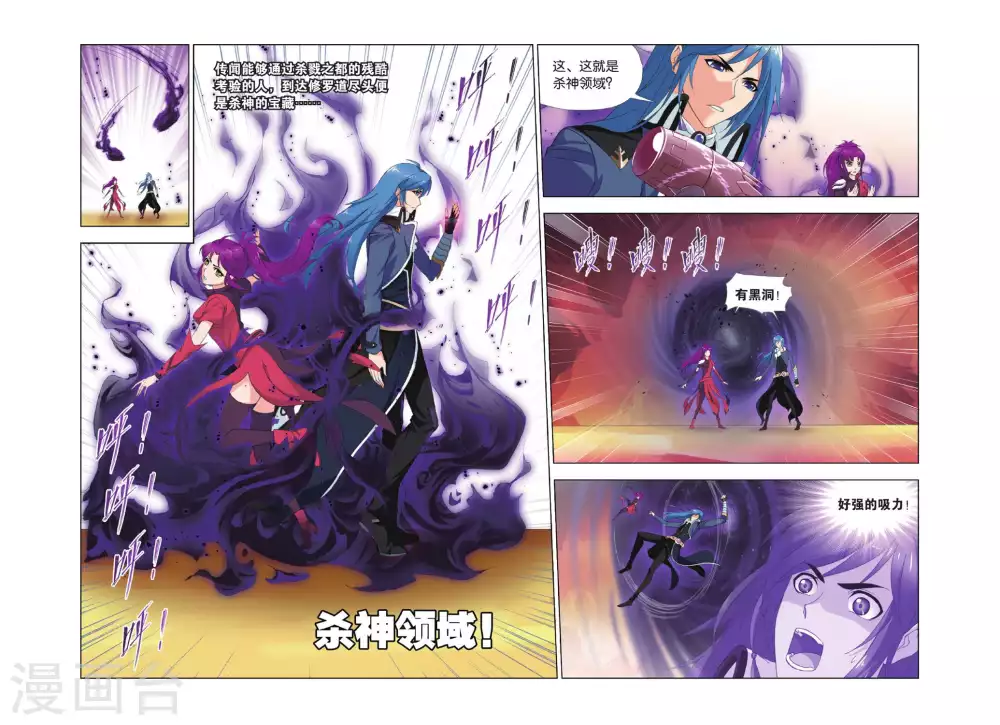 传闻能够通过杀戮之都的残酷
考验的人，到达修罗道尽头便
是杀神的宝藏……
呼！
呼！
呼！
呼！
呼！
呼！
呼！
呼！
杀神领域！
这、这就是
杀神领域？
嗖！嗖！嗖！
有黑洞！
好强的吸力！
漫画台